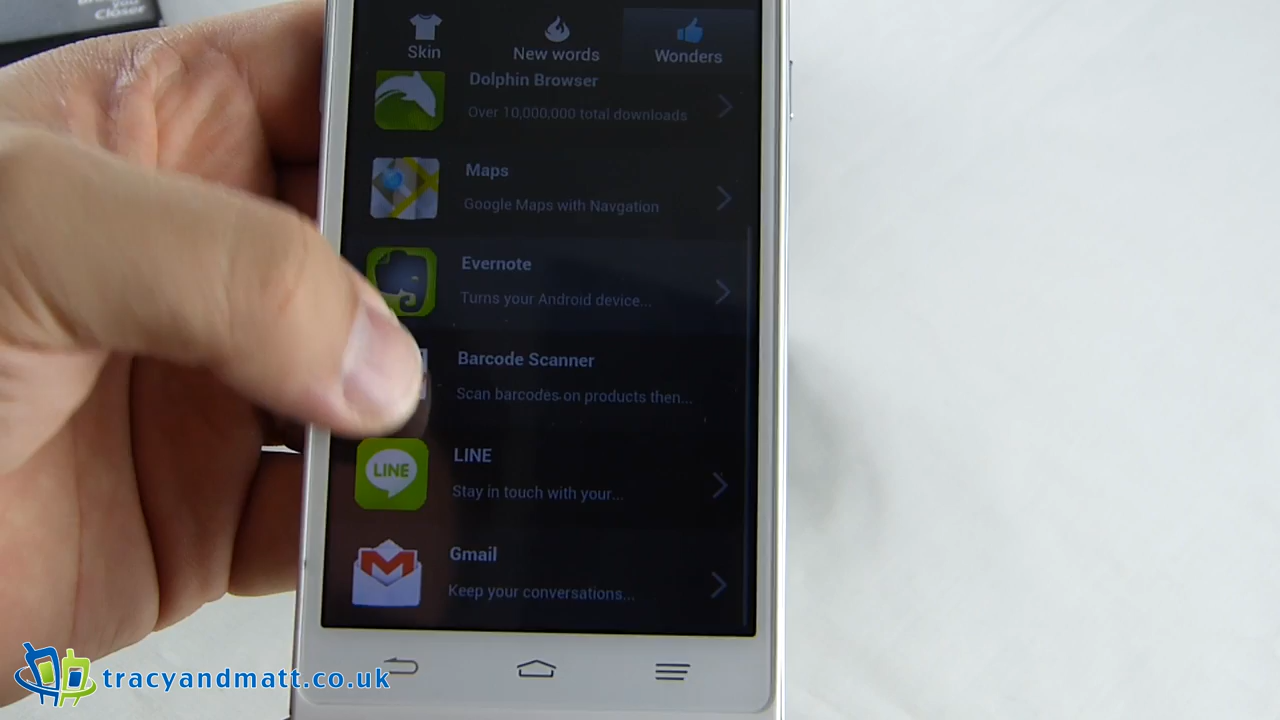 Closer
Skin
New words
Wonders
Dolphin Browser
Over 10,000,000 total downloads
Maps
Google Maps with Navgation
Evernote
Turns your Android device...
Barcode Scanner
Scan barcodes on products then...
LINE
LINE
Stay in touch with your...
Gmail
Keep your conversations...
tracyandmatt.co.uk